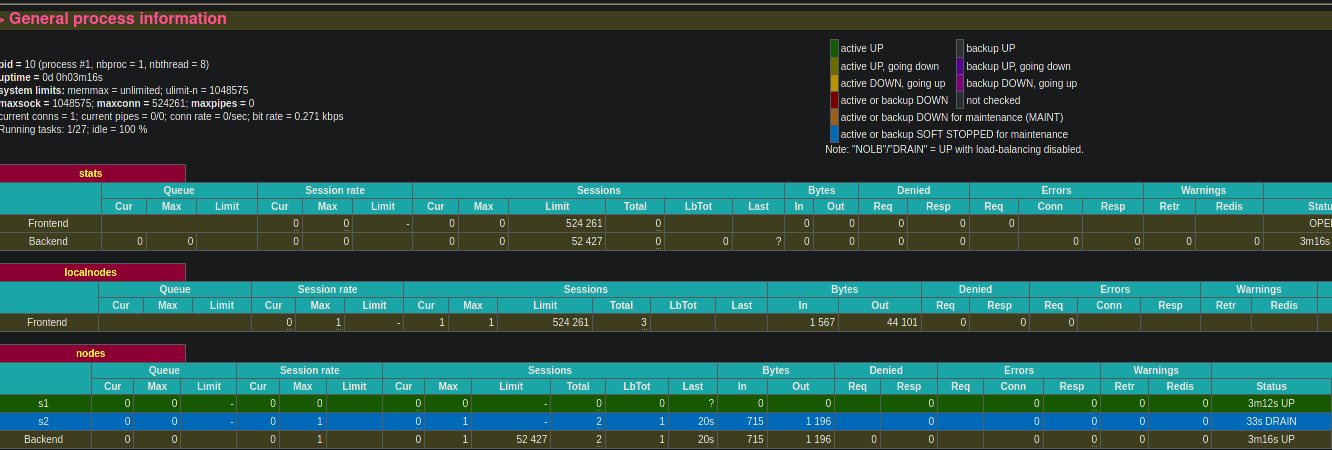 > General process information
pid = 10 (process #1, nbproc = 1, nbthread = 8)
uptime = 0d 0h03m16s
system limits: memmax = unlimited; ulimit-n = 1048575
maxsock = 1048575; maxconn = 524261; maxpipes = 0
current conns = 1; current pipes = 0/0; conn rate = 0/sec; bit rate = 0.271 kbps
Running tasks: 1/27; idle = 100 %
active UP backup UP
active UP, going down backup UP, going down
active DOWN, going up backup DOWN, going up
active or backup DOWN not checked
active or backup DOWN for maintenance (MAINT)
active or backup SOFT STOPPED for maintenance
Note: "NOLB"/"DRAIN" = UP with load-balancing disabled.
stats
Queue Session rate Sessions Bytes Denied Errors Warnings
Cur Max Limit Cur Max Limit Cur Max Limit Total LbTot Last In Out Req Resp Req Conn Resp Retr Redis Statu
Frontend 0 0 - 0 0 524 261 0 0 0 0 0 0 OPE
Backend 0 0 0 0 0 0 52 427 0 0 ? 0 0 0 0 0 0 0 0 3m16s
localnodes
Queue Session rate Sessions Bytes Denied Errors Warnings
Cur Max Limit Cur Max Limit Cur Max Limit Total LbTot Last In Out Req Resp Req Conn Resp Retr Redis
Frontend 0 1 - 1 1 524 261 3 1 567 44 101 0 0 0
nodes
Queue Session rate Sessions Bytes Denied Errors Warnings
Cur Max Limit Cur Max Limit Cur Max Limit Total LbTot Last In Out Req Resp Req Conn Resp Retr Redis Status
s1 0 0 - 0 0 0 0 - 0 0 ? 0 0 0 0 0 0 0 3m12s UP
s2 0 0 - 0 1 0 1 - 2 1 20s 715 1 196 0 0 0 0 0 33s DRAIN
Backend 0 0 0 1 0 1 52 427 2 1 20s 715 1 196 0 0 0 0 0 0 3m16s UP